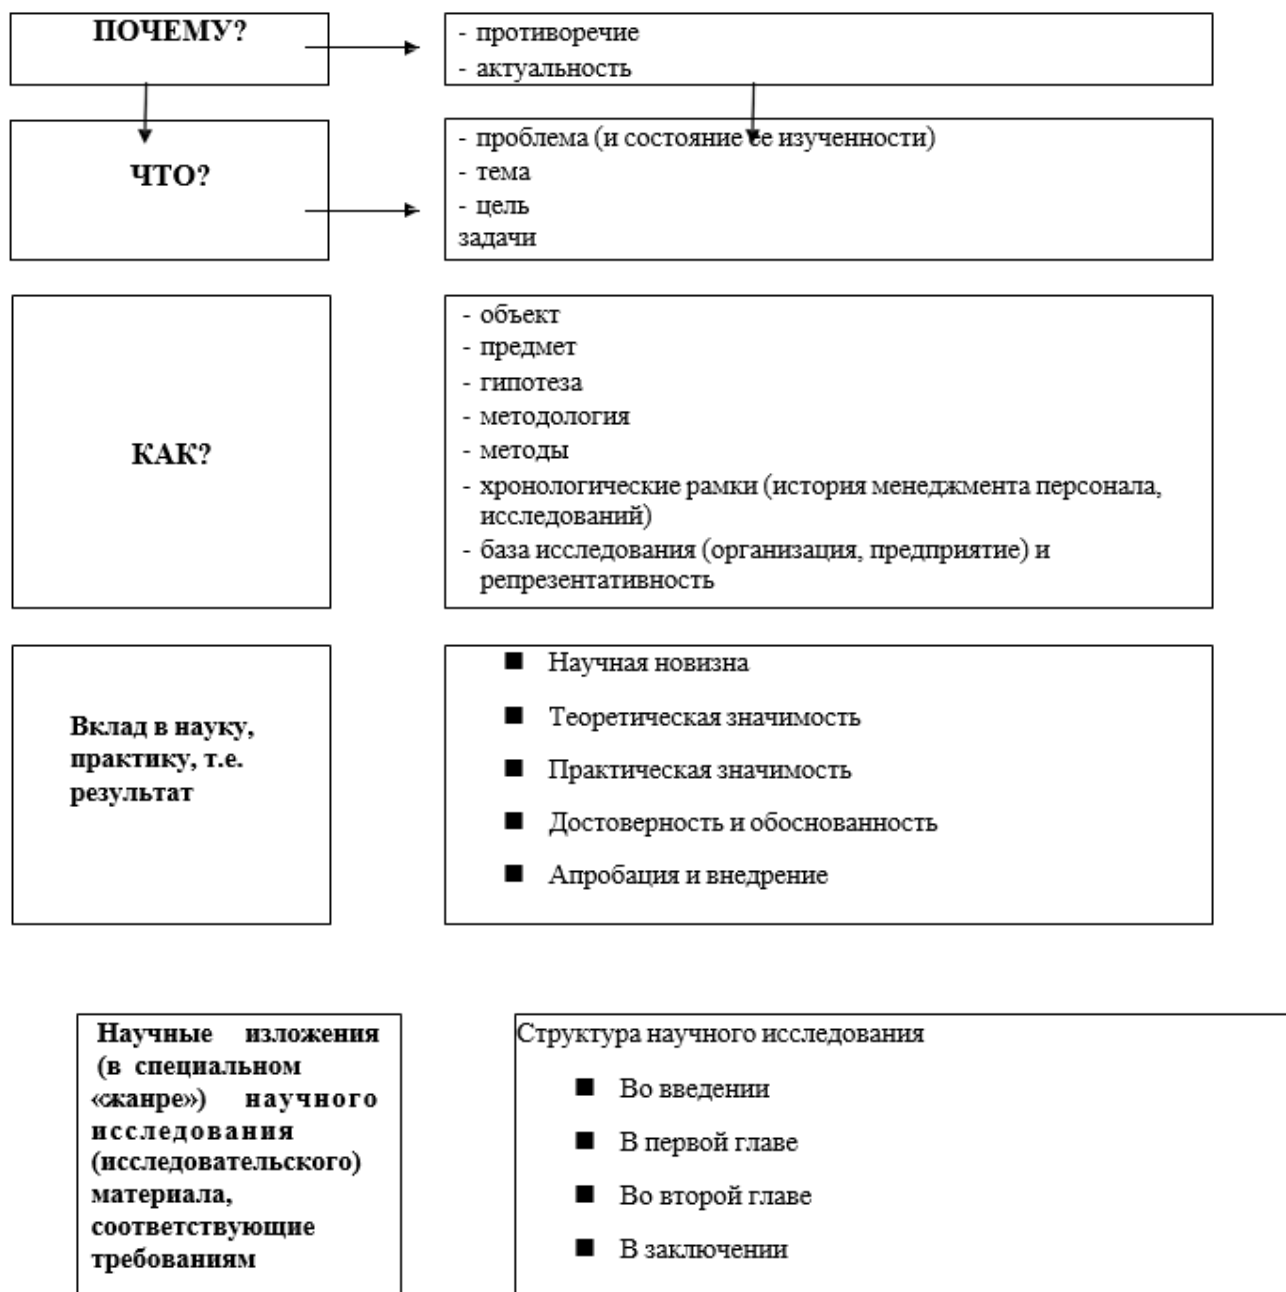 ПОЧЕМУ?
- противоречие
- актуальность
ЧТО?
- проблема (и состояние ее изученности)
- тема
- цель
задачи
КАК?
- объект
- предмет
- гипотеза
- методология
- методы
- хронологические рамки (история менеджмента персонала,
исследований)
- база исследования (организация, предприятие) и
репрезентативность
Вклад в науку,
практику, т.е.
результат
■ Научная новизна
■ Теоретическая значимость
■ Практическая значимость
■ Достоверность и обоснованность
■ Апробация и внедрение
Научные изложения
(в специальном
«жанре») научного
исследования
(исследовательского)
материала,
соответствующие
требованиям
Структура научного исследования
■ Во введении
■ В первой главе
■ Во второй главе
■ В заключении